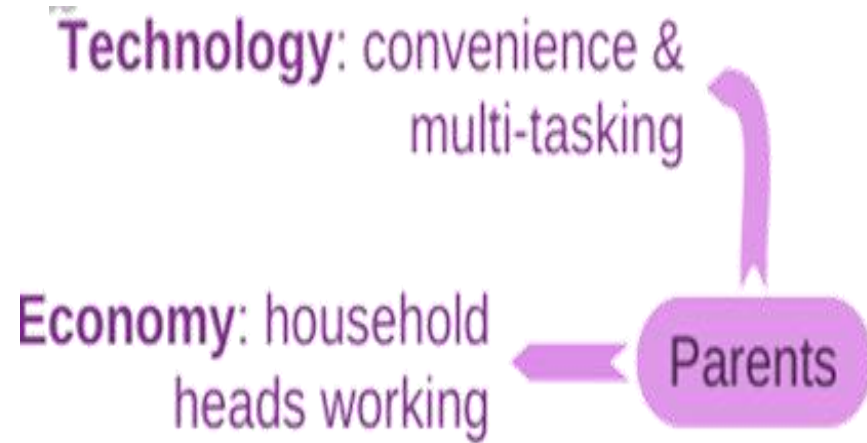 Technology: convenience &
multi-tasking
Economy: household
heads working
Parents